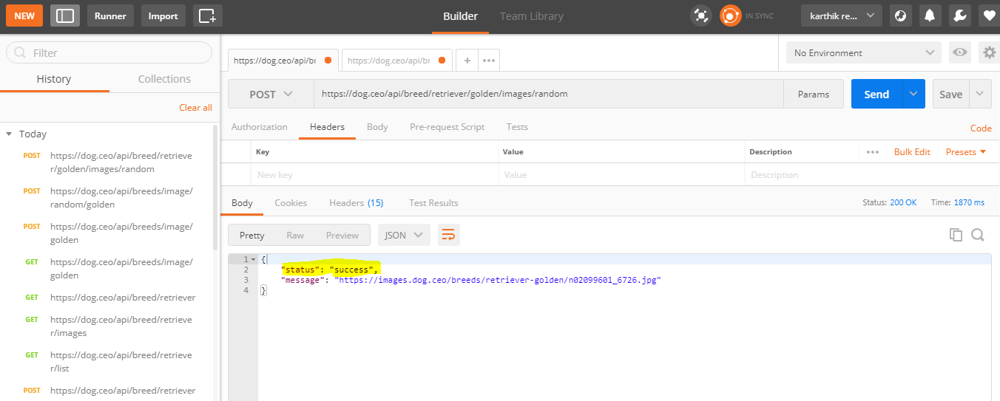 NEW
Runner
Import
Builder
Team Library
IN SYNC
karthik re...
Filter
History
Collections
Clear all
Today
POST https://dog.ceo/api/breed/retrieve
r/golden/images/random
POST https://dog.ceo/api/breeds/image/
random/golden
POST https://dog.ceo/api/breeds/image/
golden
GET https://dog.ceo/api/breeds/image/
golden
GET https://dog.ceo/api/breed/retriever
GET https://dog.ceo/api/breed/retrieve
r/images
GET https://dog.ceo/api/breed/retrieve
r/list
POST https://dog.ceo/api/breed/retriever
https://dog.ceo/api/br
https://dog.ceo/api/br
+
•••
No Environment
POST
https://dog.ceo/api/breed/retriever/golden/images/random
Params
Send
Save
Authorization
Headers
Body
Pre-request Script
Tests
Code
Key
Value
Description
•••
Bulk Edit
Presets
New key
Value
Description
Body
Cookies
Headers (15)
Test Results
Status: 200 OK
Time: 1870 ms
Pretty
Raw
Preview
JSON
1 {
2 "status": "success",
3 "message": "https://images.dog.ceo/breeds/retriever-golden/n02099601_6726.jpg"
4 }